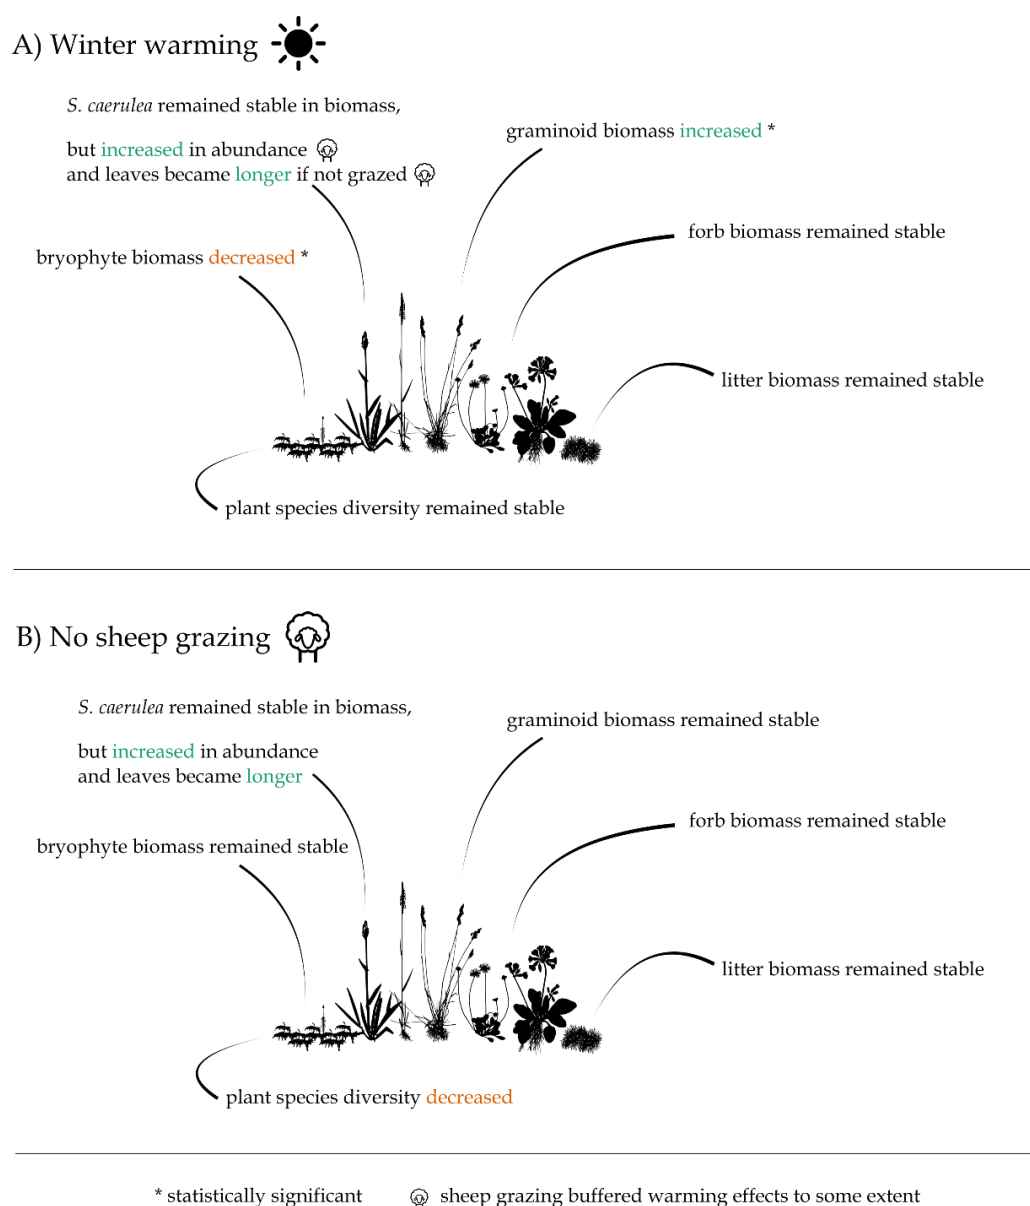 A) Winter warming
S. caerulea remained stable in biomass,
but increased in abundance
and leaves became longer if not grazed
graminoid biomass increased *
forb biomass remained stable
bryophyte biomass decreased *
litter biomass remained stable
plant species diversity remained stable
B) No sheep grazing
S. caerulea remained stable in biomass,
but increased in abundance
and leaves became longer
graminoid biomass remained stable
forb biomass remained stable
bryophyte biomass remained stable
litter biomass remained stable
plant species diversity decreased
* statistically significant
sheep grazing buffered warming effects to some extent